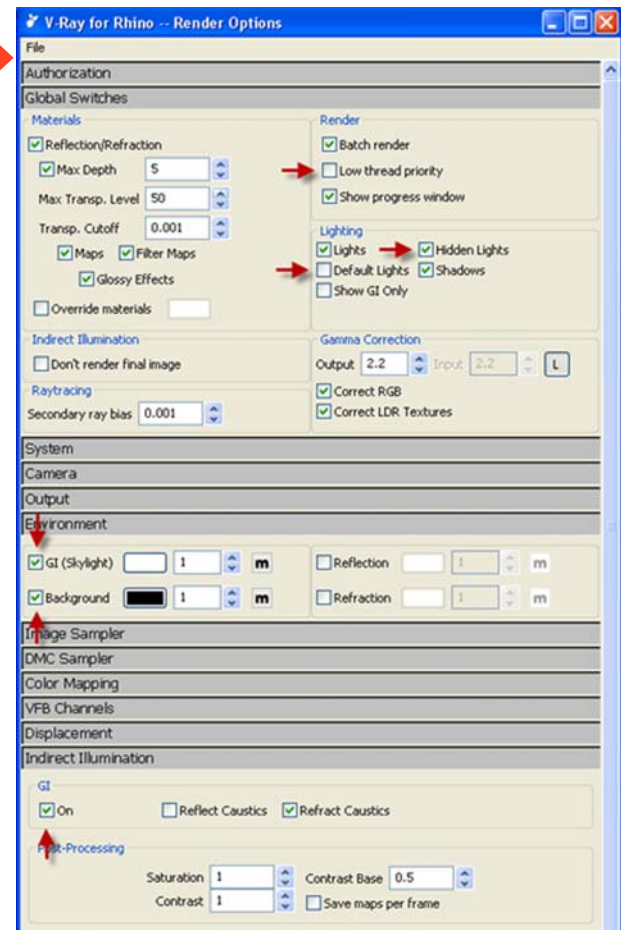 V-Ray for Rhino -- Render Options
File
Authorization
Global Switches
Materials
Reflection/Refraction
Max Depth 5
Max Transp. Level 50
Transp. Cutoff 0.001
Maps Filter Maps
Glossy Effects
Override materials
Render
Batch render
Low thread priority
Show progress window
Lighting
Lights Hidden Lights
Default Lights Shadows
Show GI Only
Indirect Illumination
Don't render final image
Raytracing
Secondary ray bias 0.001
Gamma Correction
Output 2.2 Input 2.2 L
Correct RGB
Correct LDR Textures
System
Camera
Output
Environment
GI (Skylight) 1 m
Reflection 1 m
Background 1 m
Refraction 1 m
Image Sampler
DMC Sampler
Color Mapping
VFB Channels
Displacement
Indirect Illumination
GI
On Reflect Caustics Refract Caustics
Post-Processing
Saturation 1 Contrast Base 0.5
Contrast 1 Save maps per frame